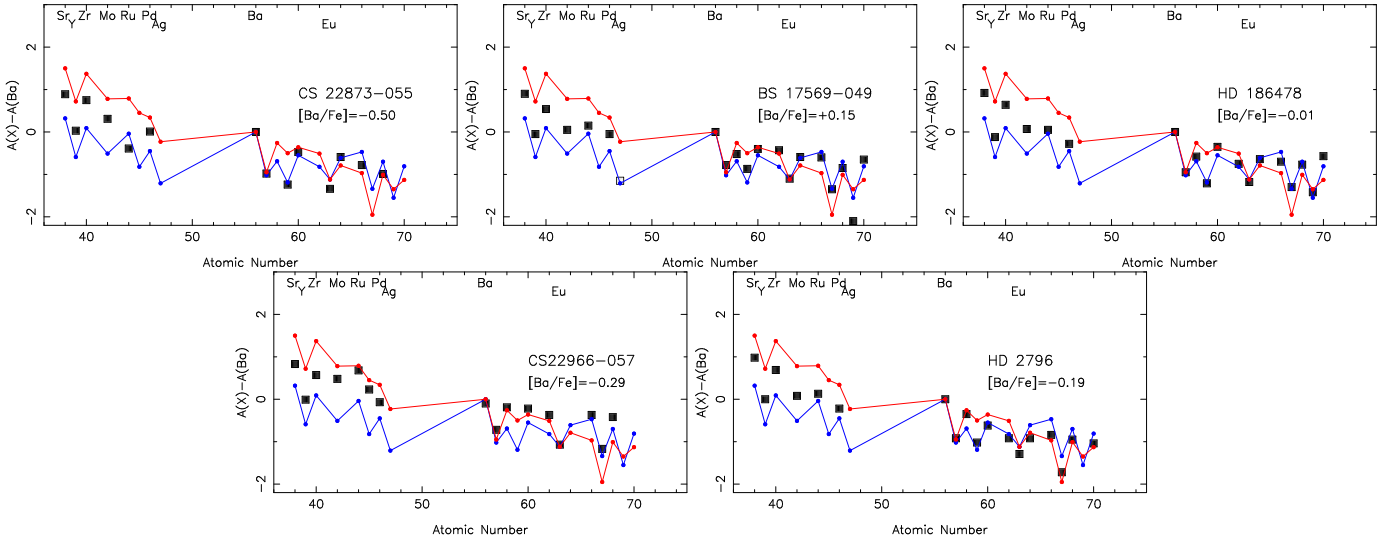 Sr Y Zr Mo Ru Pd Ag Ba Eu
2
0
−2
A(X)−A(Ba)
CS 22873−055
[Ba/Fe]=−0.50
40 50 60 70
Atomic Number
Sr Y Zr Mo Ru Pd Ag Ba Eu
2
0
−2
A(X)−A(Ba)
BS 17569−049
[Ba/Fe]=+0.15
40 50 60 70
Atomic Number
Sr Y Zr Mo Ru Pd Ag Ba Eu
2
0
−2
A(X)−A(Ba)
HD 186478
[Ba/Fe]=−0.01
40 50 60 70
Atomic Number
Sr Y Zr Mo Ru Pd Ag Ba Eu
2
0
−2
A(X)−A(Ba)
CS22966−057
[Ba/Fe]=−0.29
40 50 60 70
Atomic Number
Sr Y Zr Mo Ru Pd Ag Ba Eu
2
0
−2
A(X)−A(Ba)
HD 2796
[Ba/Fe]=−0.19
40 50 60 70
Atomic Number